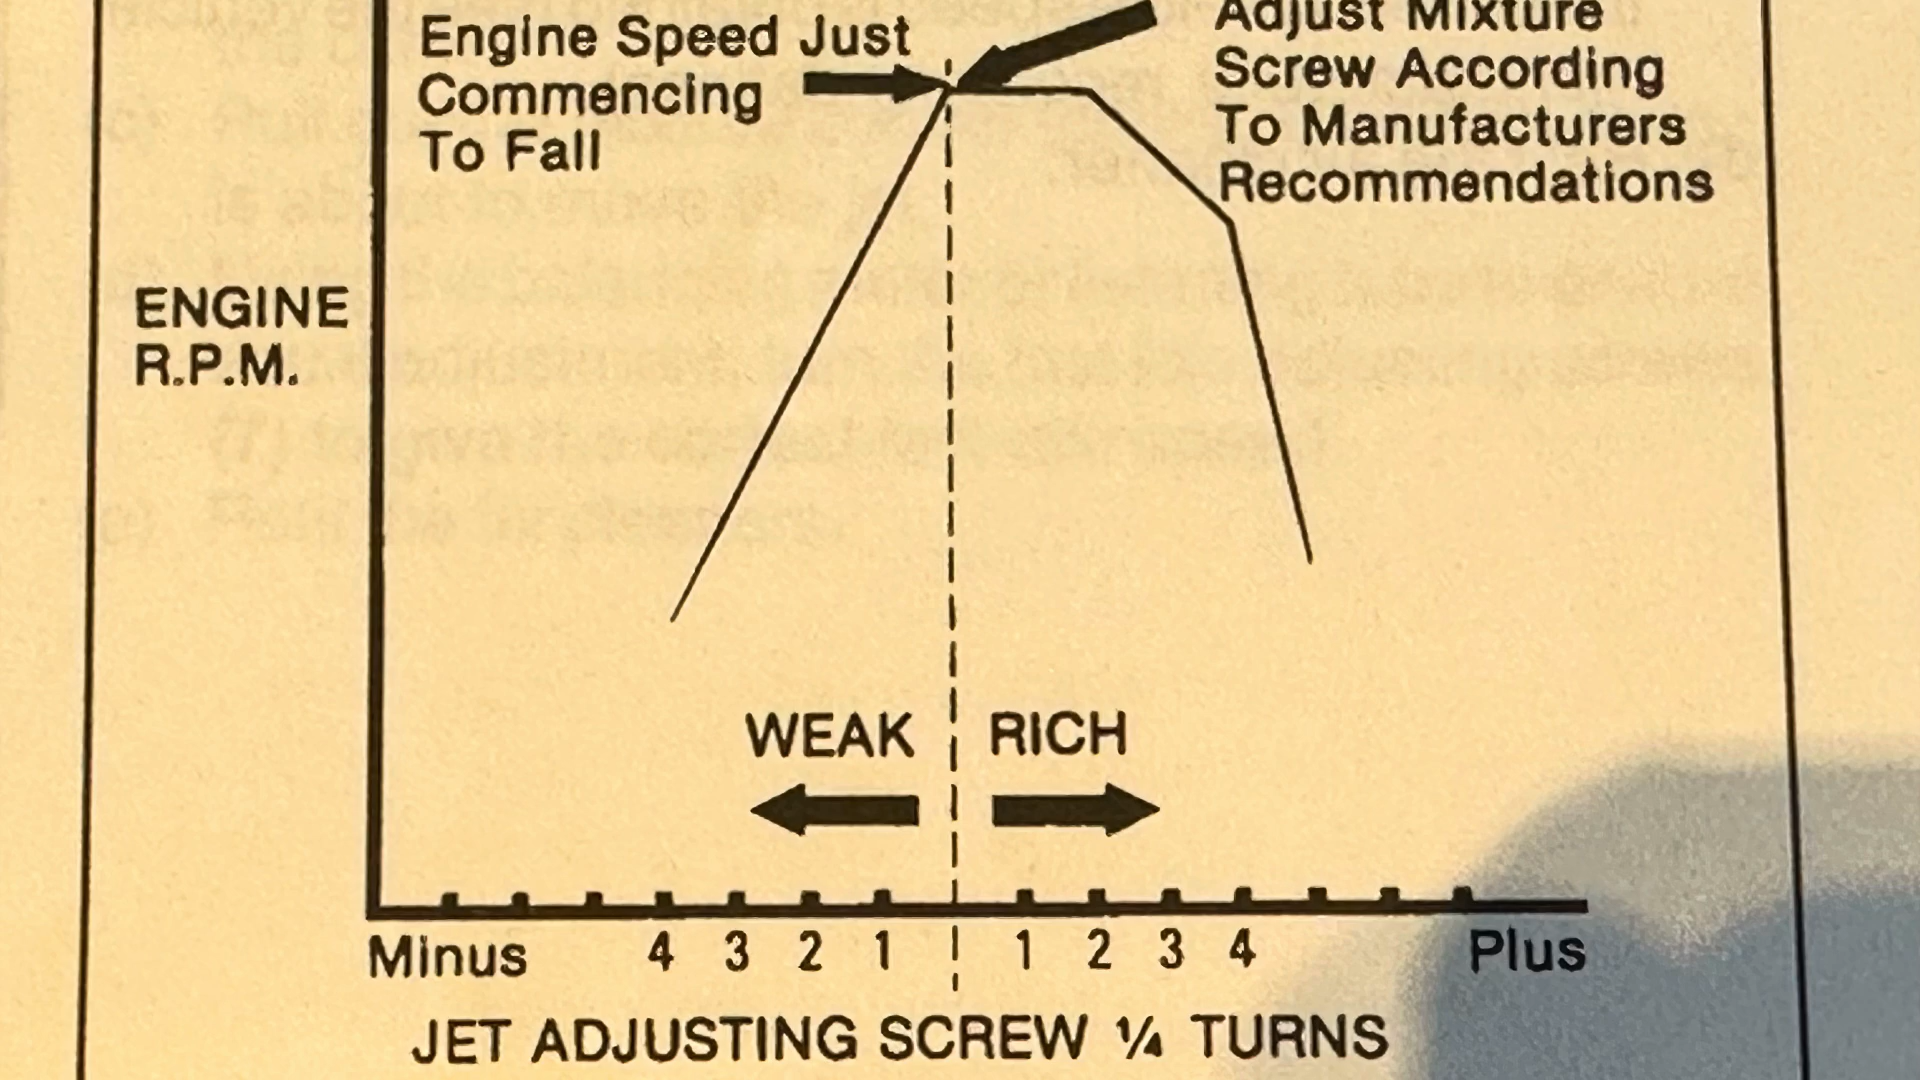 Engine Speed Just
Commencing
To Fall
Adjust Mixture
Screw According
To Manufacturers
Recommendations
ENGINE
R.P.M.
WEAK
RICH
Minus 4 3 2 1 1 2 3 4 Plus
JET ADJUSTING SCREW ¼ TURNS